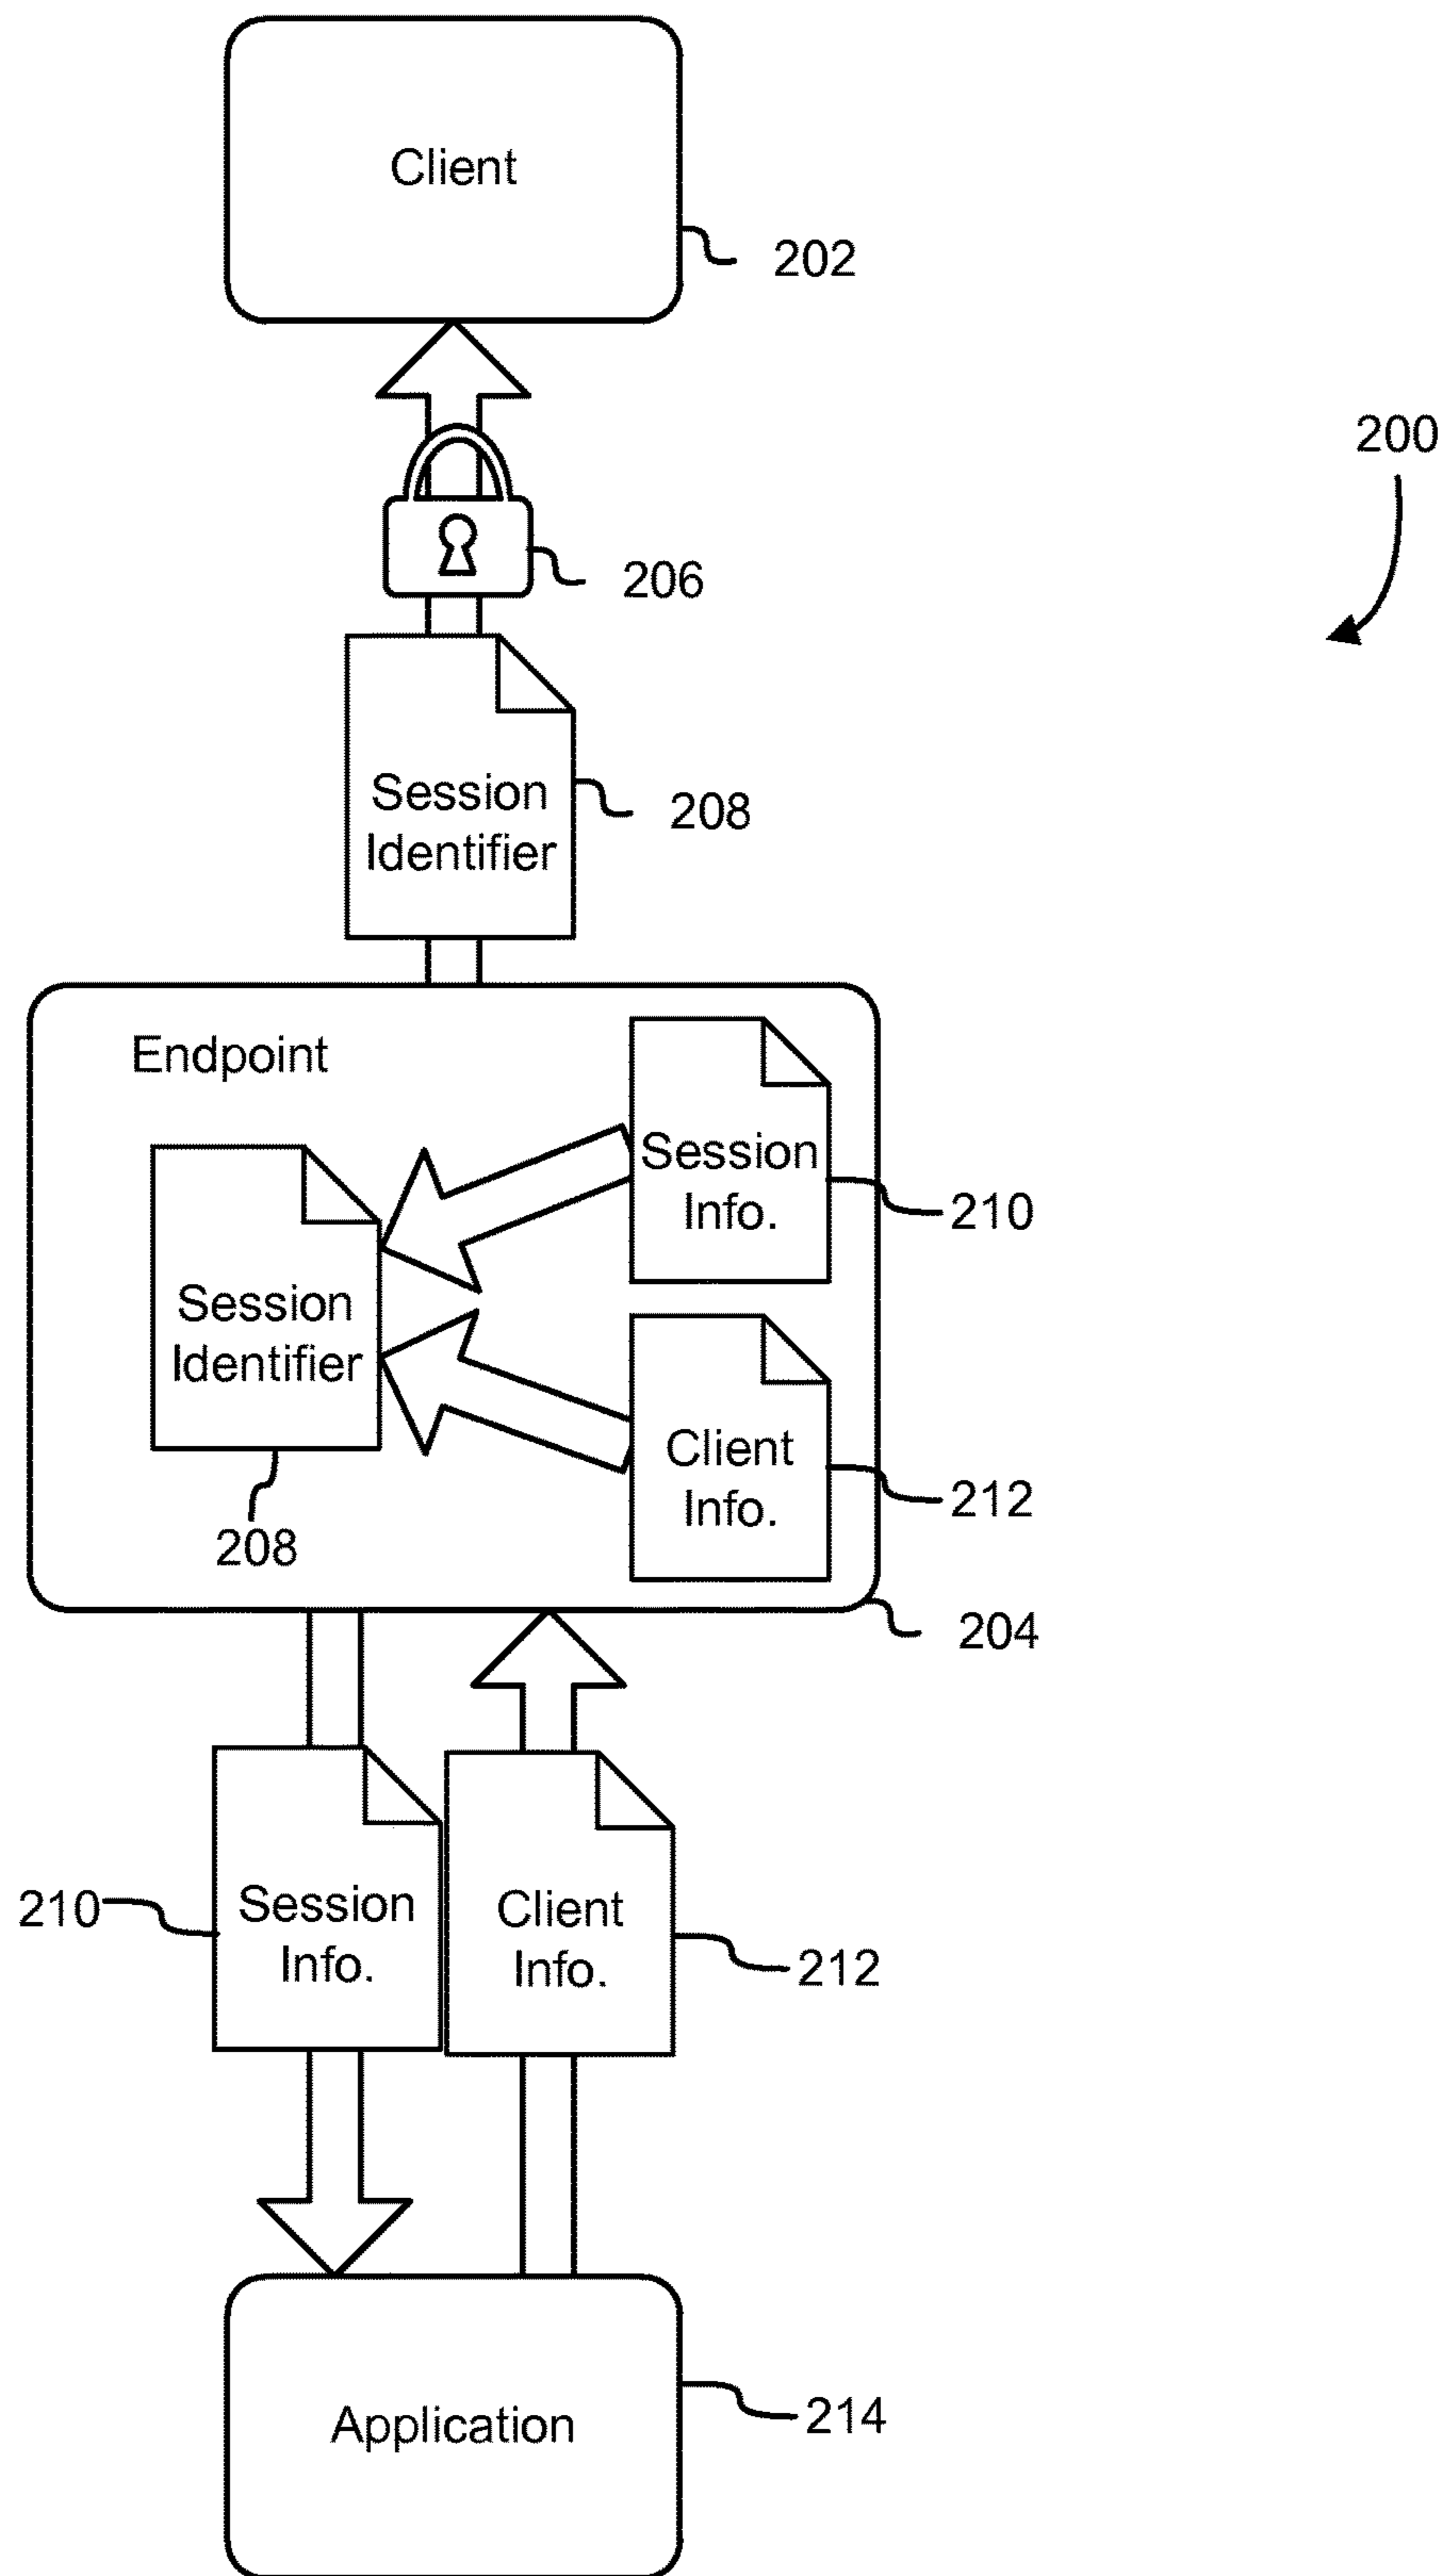 Client
202
200
206
Session
Identifier
208
Endpoint
Session
Info.
210
Session
Identifier
208
Client
Info.
212
204
210
Session
Info.
Client
Info.
212
Application
214